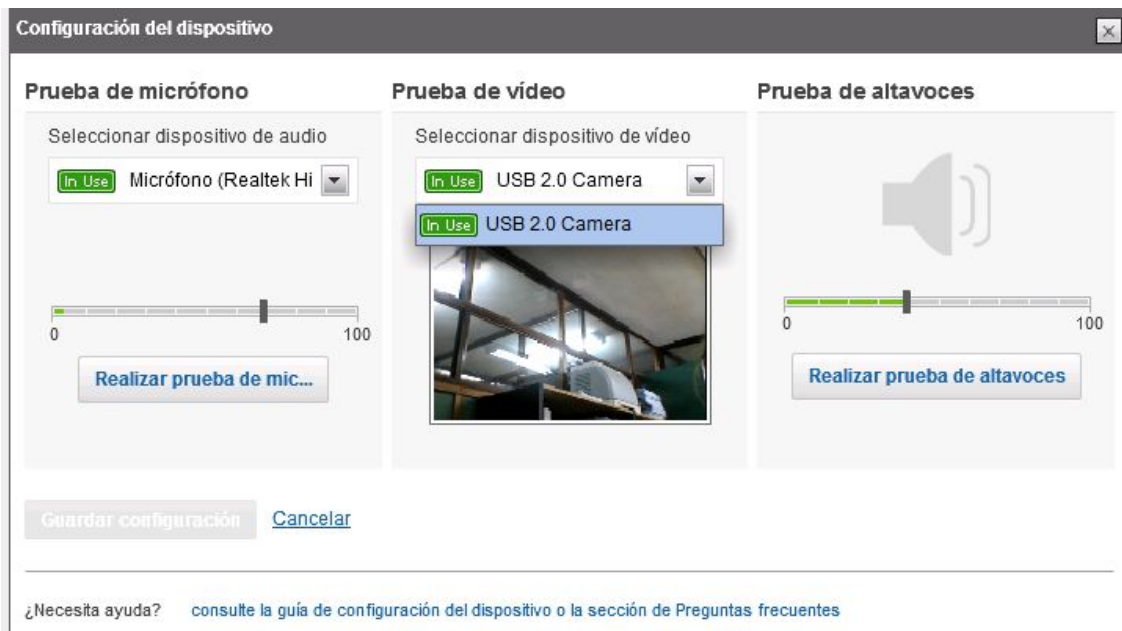 Configuración del dispositivo
Prueba de micrófono
Seleccionar dispositivo de audio
In Use Micrófono (Realtek Hi
0 100
Realizar prueba de mic...
Prueba de vídeo
Seleccionar dispositivo de vídeo
In Use USB 2.0 Camera
In Use USB 2.0 Camera
Prueba de altavoces
0 100
Realizar prueba de altavoces
Guardar configuración Cancelar
¿Necesita ayuda? consulte la guía de configuración del dispositivo o la sección de Preguntas frecuentes